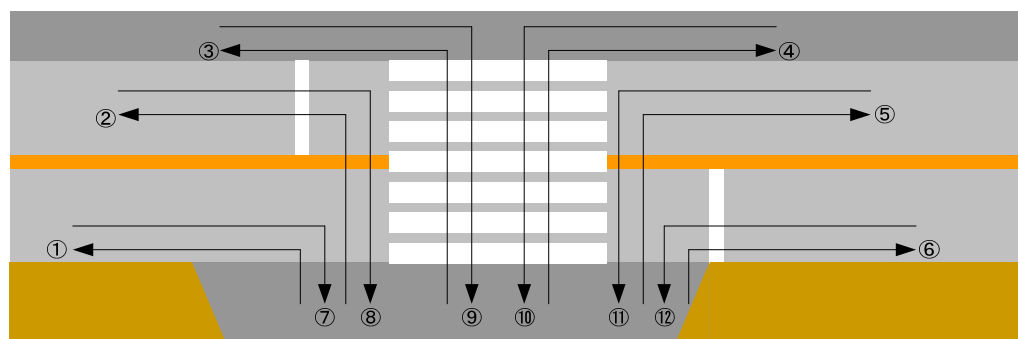 ③ ④
② ⑤
① ⑥
⑦ ⑧ ⑨ ⑩ ⑪ ⑫